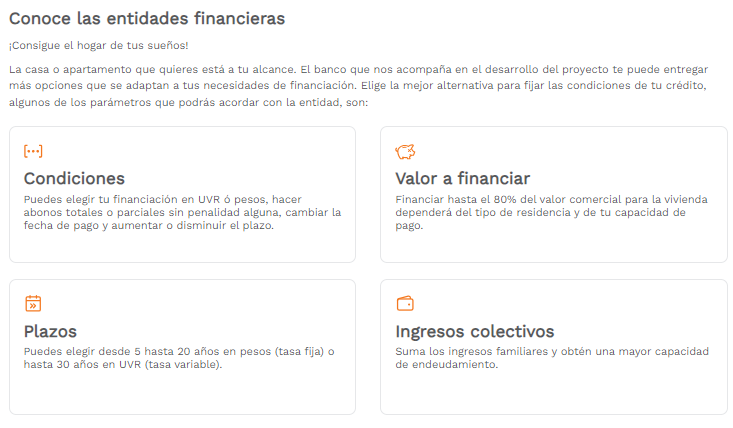 Conoce las entidades financieras
¡Consigue el hogar de tus sueños!
La casa o apartamento que quieres está a tu alcance. El banco que nos acompaña en el desarrollo del proyecto te puede entregar
más opciones que se adaptan a tus necesidades de financiación. Elige la mejor alternativa para fijar las condiciones de tu crédito,
algunos de los parámetros que podrás acordar con la entidad, son:
Condiciones
Puedes elegir tu financiación en UVR ó pesos, hacer
abonos totales o parciales sin penalidad alguna, cambiar la
fecha de pago y aumentar o disminuir el plazo.
Valor a financiar
Financiar hasta el 80% del valor comercial para la vivienda
dependerá del tipo de residencia y de tu capacidad de
pago.
Plazos
Puedes elegir desde 5 hasta 20 años en pesos (tasa fija) o
hasta 30 años en UVR (tasa variable).
Ingresos colectivos
Suma los ingresos familiares y obtén una mayor capacidad
de endeudamiento.